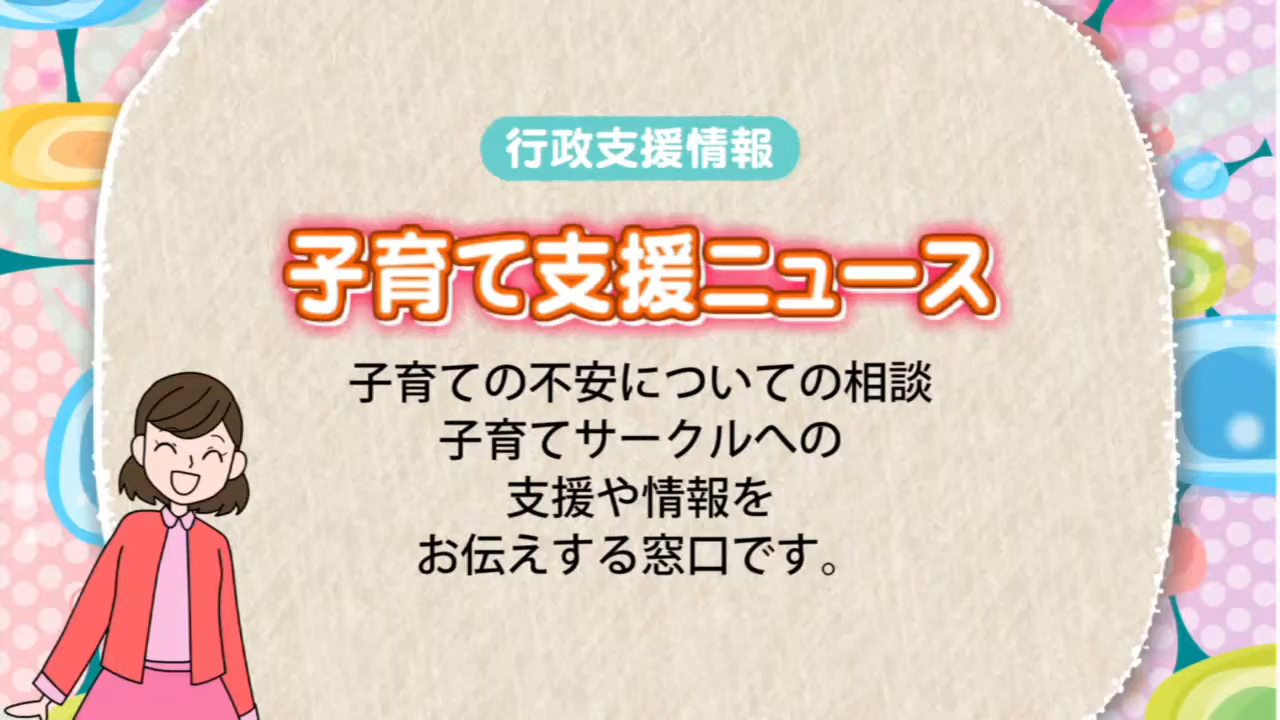 行政支援情報
子育て支援ニュース
子育ての不安についての相談
子育てサークルへの
支援や情報を
お伝えする窓口です。